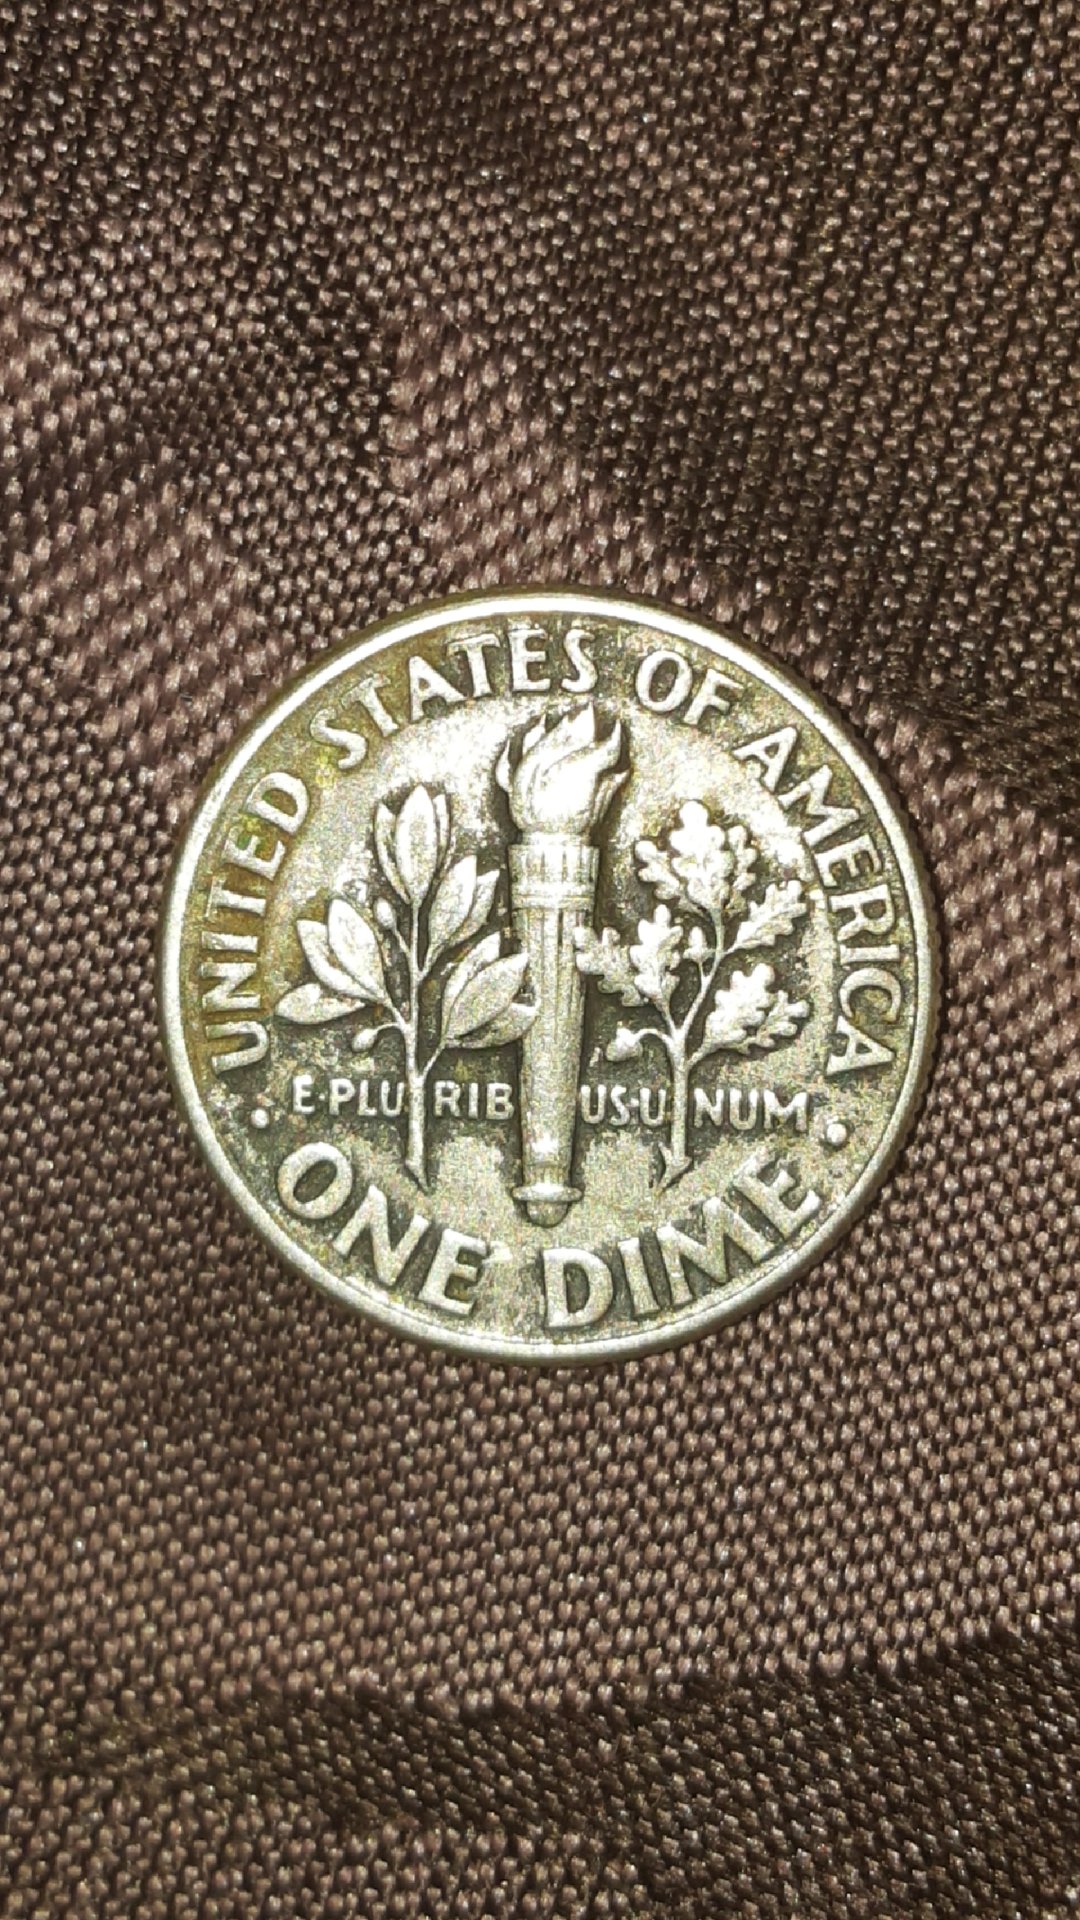 UNITED STATES OF AMERICA
E·PLURIBUS·UNUM
· ONE DIME ·